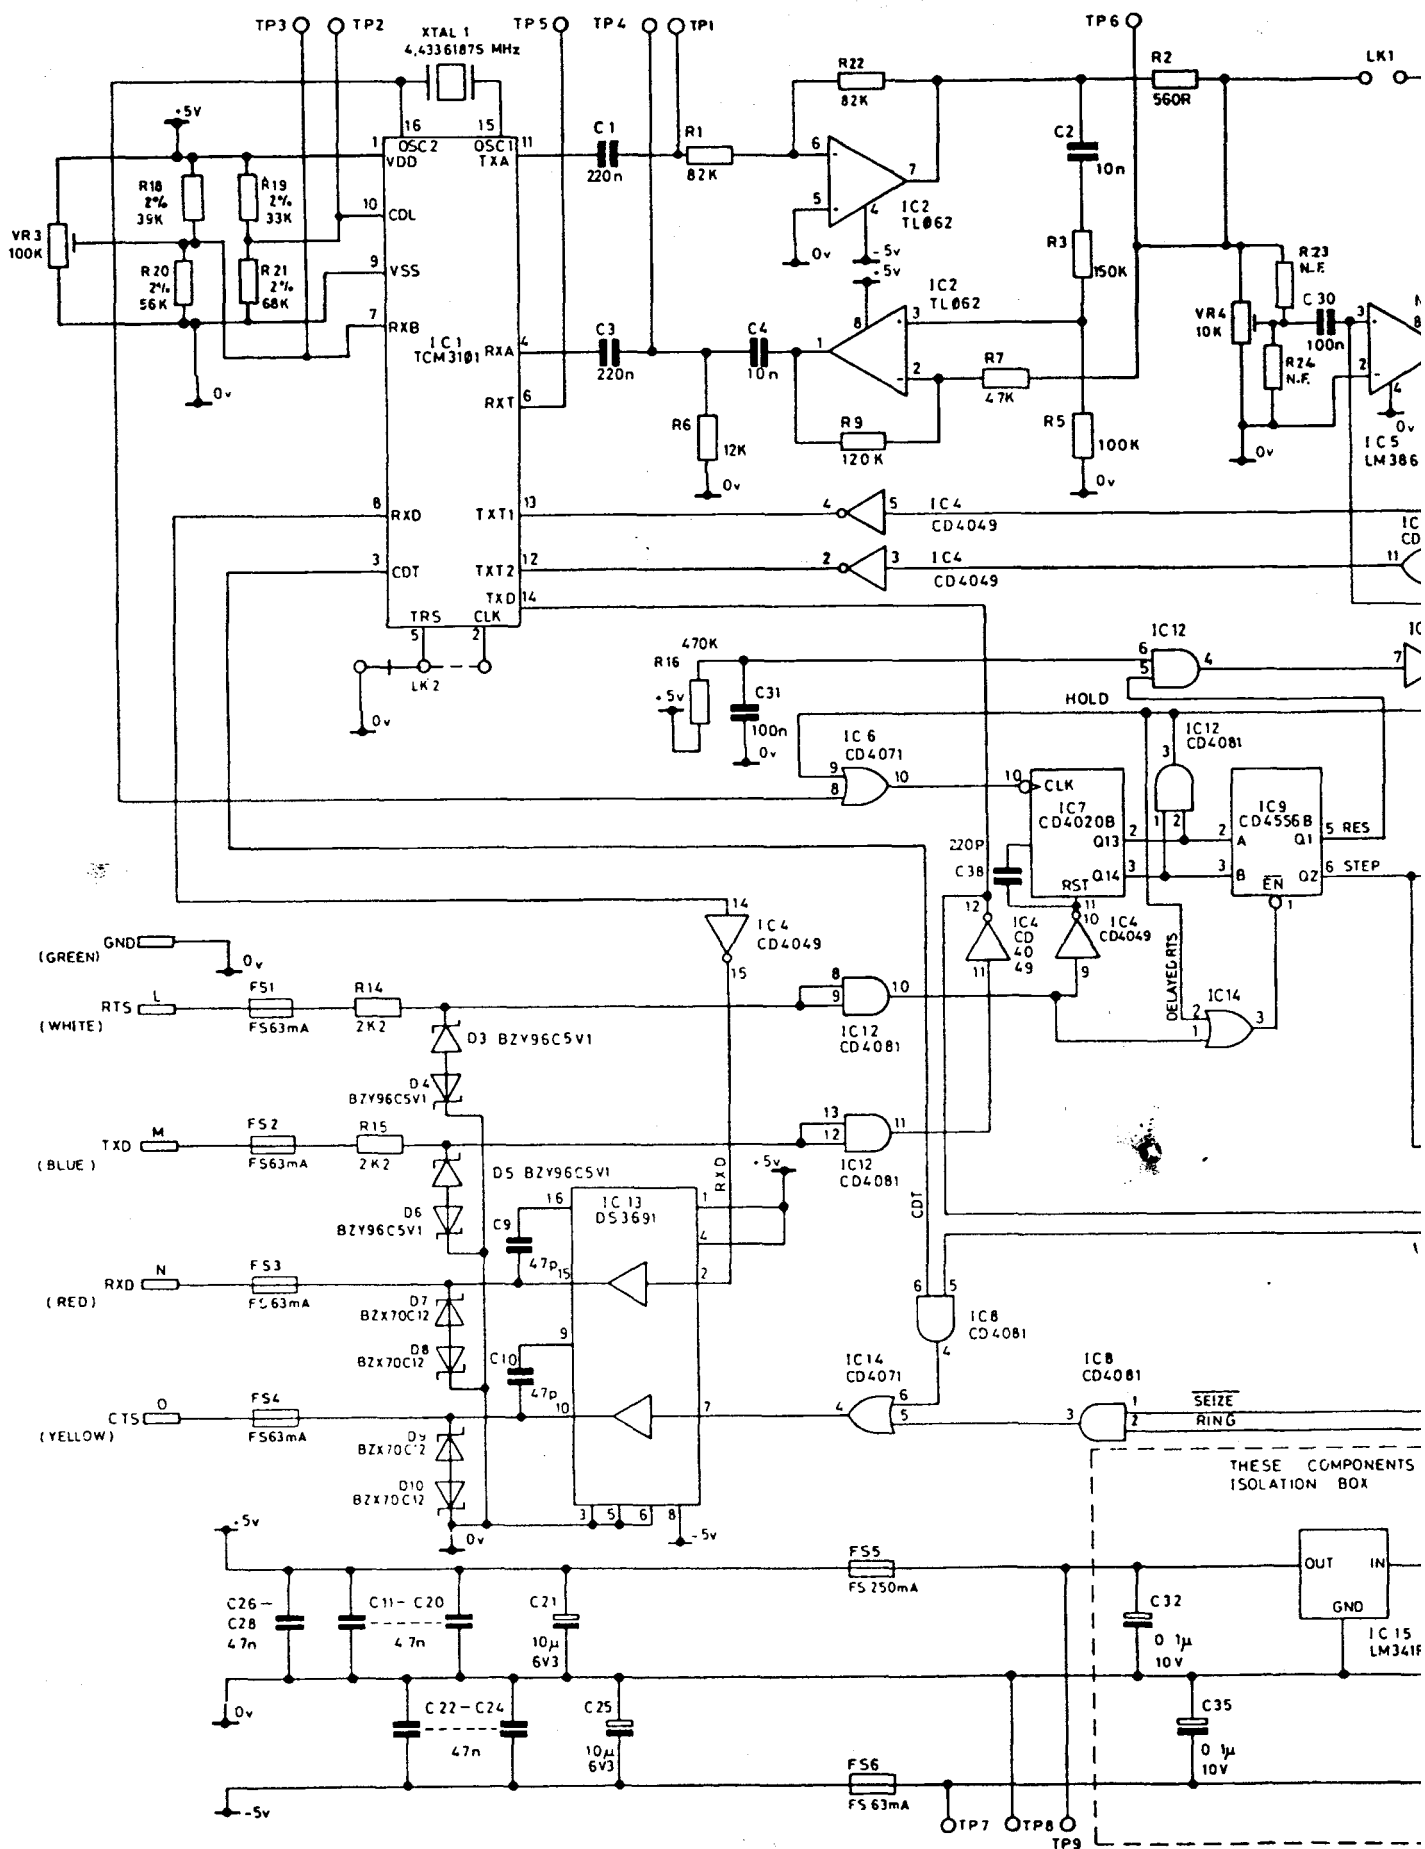 TP3 TP2 TP5 TP4 TP1 TP6
XTAL 1
4,43361875 MHz
R22
82K
R2
560R
LK1
+5v
16 15
OSC2 OSC1
1 VDD
TXA 11
C1
220n
R1
82K
6
5
7
4
IC2
TL062
0v
-5v
C2
10n
R18
2%
39K
R19
2%
33K
10 CDL
VR3
100K
R20
2%
56K
R21
2%
68K
9 VSS
7 RXB
0v
IC1
TCM3101
RXA 4
C3
220n
C4
10n
+5v
8
IC2
TL062
1
3
2
R3
150K
R7
47K
RXT 6
R6
12K
0v
R9
120K
R5
100K
0v
R23
N.F.
VR4
10K
C30
100n
R24
N.F.
0v
3
2
8
4
0v
IC5
LM386
8 RXD
TXT1 13
4 5
IC4
CD4049
3 CDT
TXT2 12
2 3
IC4
CD4049
11
TXD 14
TRS CLK
5 2
LK2
0v
470K
R16
+5v
C31
100n
0v
IC12
6
5
4
7
HOLD
IC6
CD4071
9
8
10
10 CLK
IC7
CD4020B
Q13 2
Q14 3
RST
11
220P
C38
IC12
CD4081
3
1 2
IC9
CD4556B
2 A
3 B
Q1 5 RES
Q2 6 STEP
EN
1
14
IC4
CD4049
15
12
IC4
CD
40
49
11
10
IC4
CD4049
9
DELAYED RTS
IC14
2
1
3
GND
(GREEN)
0v
RTS L
(WHITE)
FS1
FS63mA
R14
2K2
D3 BZY96C5V1
D4
BZY96C5V1
8
9
10
IC12
CD4081
TXD M
(BLUE)
FS2
FS63mA
R15
2K2
D5 BZY96C5V1
D6
BZY96C5V1
13
12
11
IC12
CD4081
RXD
CDT
+5v
IC13
DS3691
16
1
4
C9
47p
15
2
RXD N
(RED)
FS3
FS63mA
D7
BZX70C12
D8
BZX70C12
9
C10
47p
10
7
6 5
IC8
CD4081
4
CTS O
(YELLOW)
FS4
FS63mA
D9
BZX70C12
D10
BZX70C12
3 5 6 8
0v
-5v
IC14
CD4071
4
6
5
IC8
CD4081
3
1 SEIZE
2 RING
THESE COMPONENTS
ISOLATION BOX
+5v
FS5
FS 250mA
C26-
C28
47n
C11-C20
47n
C21
10µ
6V3
C32
0.1µ
10V
OUT IN
GND
IC15
0v
C22-C24
47n
C25
10µ
6V3
C35
0.1µ
10V
-5v
FS6
FS 63mA
TP7 TP8
TP9